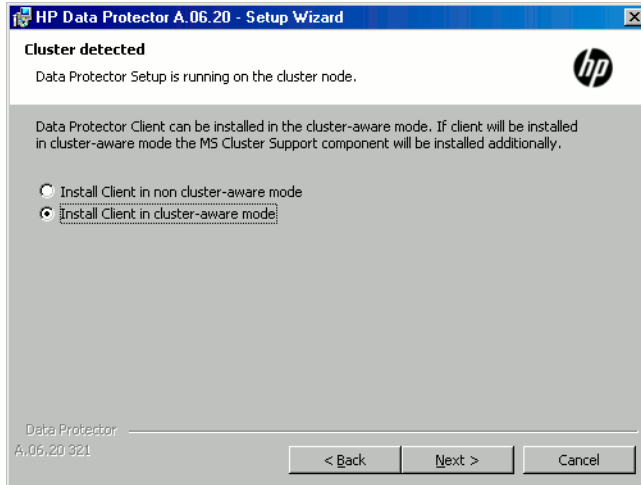 HP Data Protector A.06.20 - Setup Wizard
Cluster detected
Data Protector Setup is running on the cluster node.
hp
Data Protector Client can be installed in the cluster-aware mode. If client will be installed
in cluster-aware mode the MS Cluster Support component will be installed additionally.
Install Client in non cluster-aware mode
Install Client in cluster-aware mode
Data Protector
A.06.20 321
< Back
Next >
Cancel